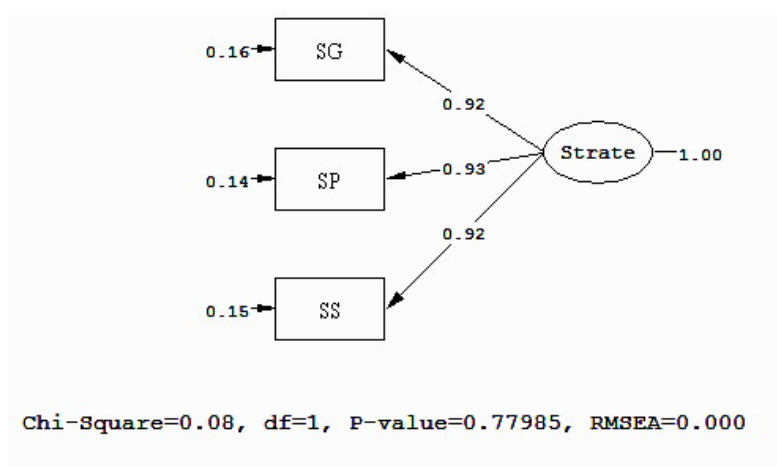 0.16
SG
0.92
Strate
1.00
0.93
0.14
SP
0.92
0.15
SS
Chi-Square=0.08, df=1, P-value=0.77985, RMSEA=0.000